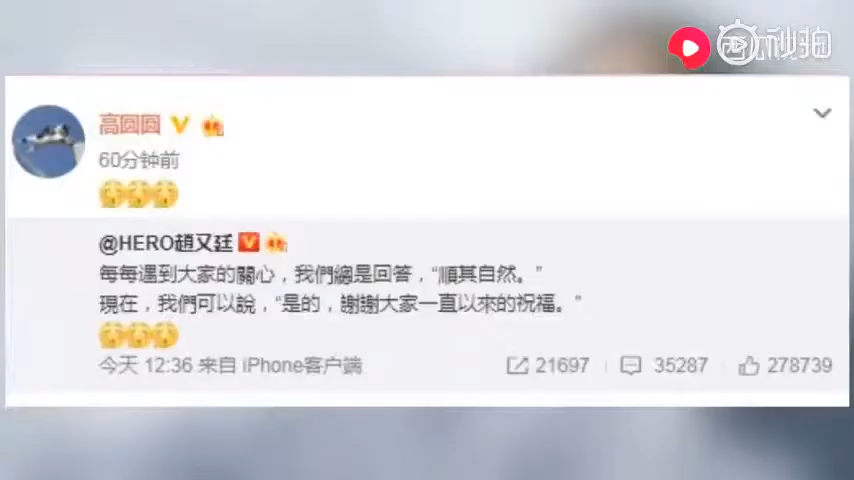 秒拍
高圆圆
60分钟前
@HERO趙又廷
每每遇到大家的關心，我們總是回答，“順其自然。”
現在，我們可以說，“是的，謝謝大家一直以來的祝福。”
今天 12:36 来自 iPhone客户端
21697 35287 278739